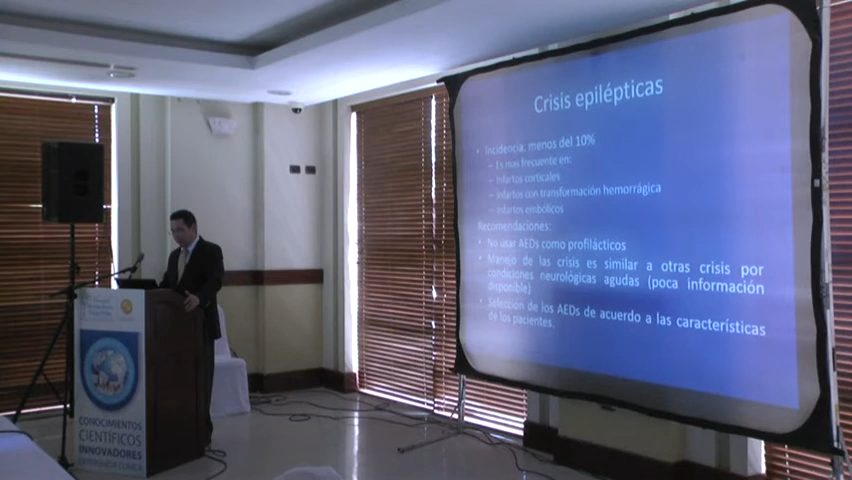 Crisis epilépticas
• Incidencia: menos del 10%
– Es mas frecuente en:
– Infartos corticales
– Infartos con transformación hemorrágica
– Infartos embólicos
Recomendaciones:
• No usar AEDs como profilácticos
• Manejo de las crisis es similar a otras crisis por
condiciones neurológicas agudas (poca información
disponible)
• Selección de los AEDs de acuerdo a las características
de los pacientes.
CONOCIMIENTOS
CIENTÍFICOS
INNOVADORES
EXPERIENCIA CLÍNICA